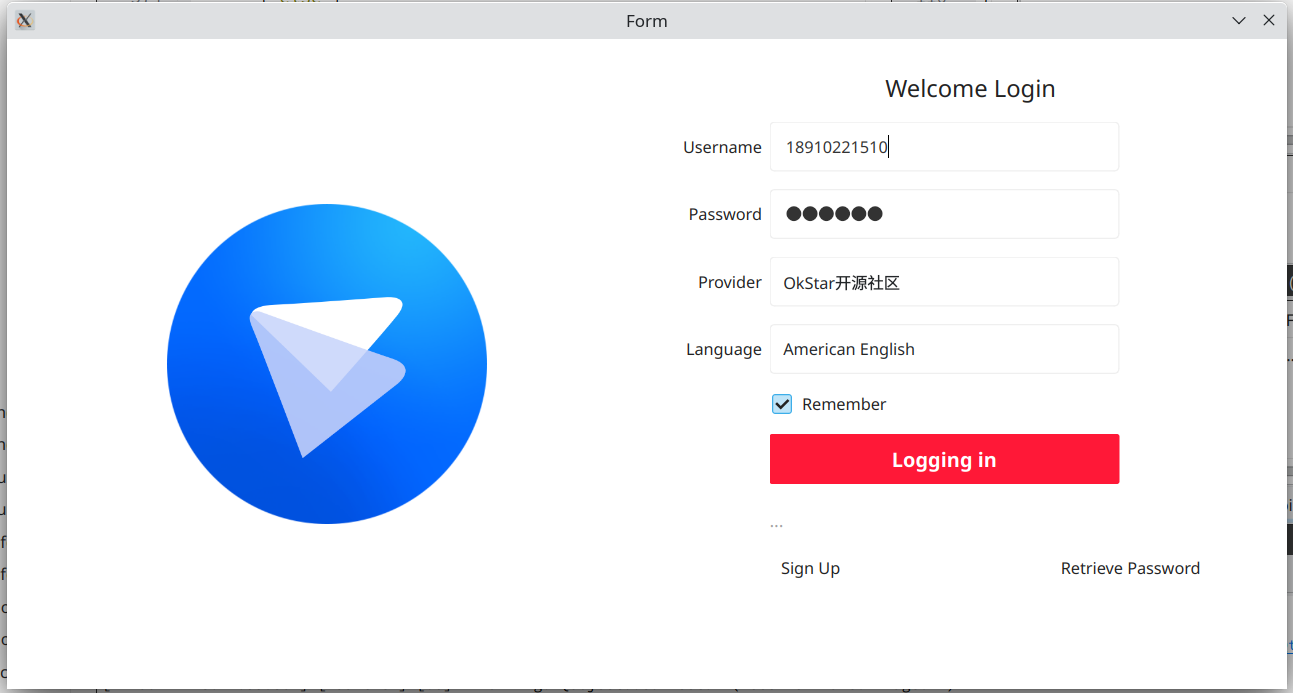 Form
Welcome Login
Username 18910221510
Password ●●●●●●
Provider OkStar开源社区
Language American English
Remember
Logging in
...
Sign Up Retrieve Password